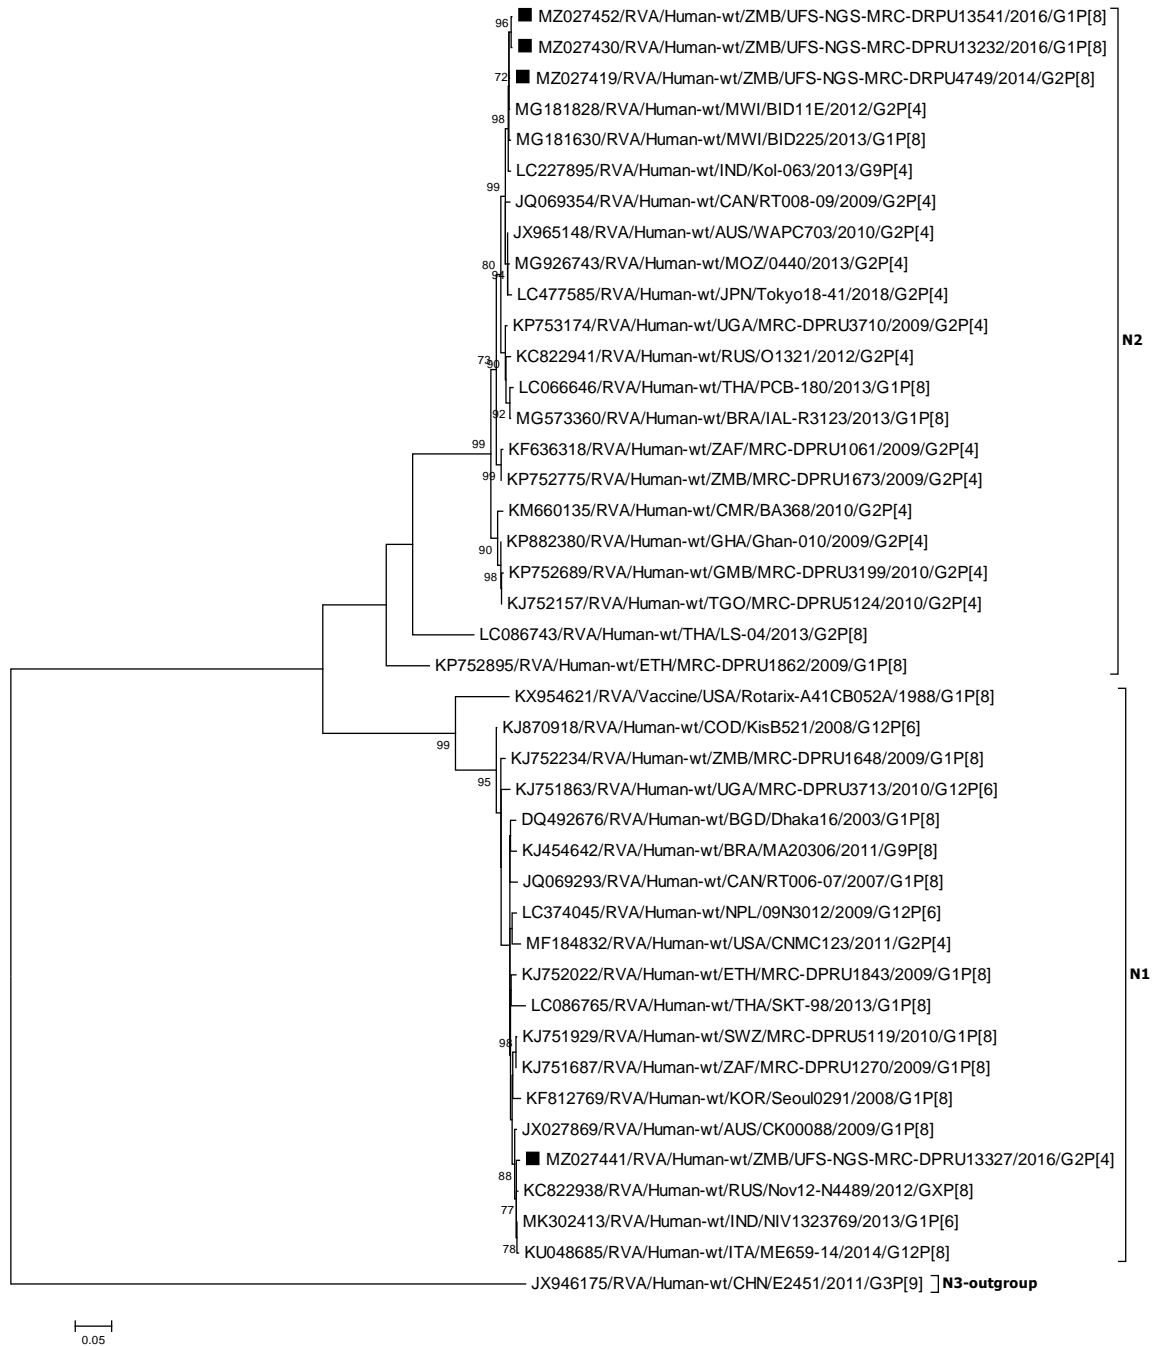 MZ027452/RVA/Human-wt/ZMB/UFS-NGS-MRC-DRPU13541/2016/G1P[8]
96
MZ027430/RVA/Human-wt/ZMB/UFS-NGS-MRC-DPRU13232/2016/G1P[8]
72
MZ027419/RVA/Human-wt/ZMB/UFS-NGS-MRC-DRPU4749/2014/G2P[8]
MG181828/RVA/Human-wt/MWI/BID11E/2012/G2P[4]
98
MG181630/RVA/Human-wt/MWI/BID225/2013/G1P[8]
LC227895/RVA/Human-wt/IND/Kol-063/2013/G9P[4]
99
JQ069354/RVA/Human-wt/CAN/RT008-09/2009/G2P[4]
JX965148/RVA/Human-wt/AUS/WAPC703/2010/G2P[4]
80
MG926743/RVA/Human-wt/MOZ/0440/2013/G2P[4]
94
LC477585/RVA/Human-wt/JPN/Tokyo18-41/2018/G2P[4]
KP753174/RVA/Human-wt/UGA/MRC-DPRU3710/2009/G2P[4]
N2
73
90
KC822941/RVA/Human-wt/RUS/O1321/2012/G2P[4]
LC066646/RVA/Human-wt/THA/PCB-180/2013/G1P[8]
92
MG573360/RVA/Human-wt/BRA/IAL-R3123/2013/G1P[8]
99
KF636318/RVA/Human-wt/ZAF/MRC-DPRU1061/2009/G2P[4]
99
KP752775/RVA/Human-wt/ZMB/MRC-DPRU1673/2009/G2P[4]
KM660135/RVA/Human-wt/CMR/BA368/2010/G2P[4]
90
KP882380/RVA/Human-wt/GHA/Ghan-010/2009/G2P[4]
98
KP752689/RVA/Human-wt/GMB/MRC-DPRU3199/2010/G2P[4]
KJ752157/RVA/Human-wt/TGO/MRC-DPRU5124/2010/G2P[4]
LC086743/RVA/Human-wt/THA/LS-04/2013/G2P[8]
KP752895/RVA/Human-wt/ETH/MRC-DPRU1862/2009/G1P[8]
KX954621/RVA/Vaccine/USA/Rotarix-A41CB052A/1988/G1P[8]
KJ870918/RVA/Human-wt/COD/KisB521/2008/G12P[6]
99
KJ752234/RVA/Human-wt/ZMB/MRC-DPRU1648/2009/G1P[8]
95
KJ751863/RVA/Human-wt/UGA/MRC-DPRU3713/2010/G12P[6]
DQ492676/RVA/Human-wt/BGD/Dhaka16/2003/G1P[8]
KJ454642/RVA/Human-wt/BRA/MA20306/2011/G9P[8]
JQ069293/RVA/Human-wt/CAN/RT006-07/2007/G1P[8]
LC374045/RVA/Human-wt/NPL/09N3012/2009/G12P[6]
MF184832/RVA/Human-wt/USA/CNMC123/2011/G2P[4]
KJ752022/RVA/Human-wt/ETH/MRC-DPRU1843/2009/G1P[8]
N1
LC086765/RVA/Human-wt/THA/SKT-98/2013/G1P[8]
KJ751929/RVA/Human-wt/SWZ/MRC-DPRU5119/2010/G1P[8]
98
KJ751687/RVA/Human-wt/ZAF/MRC-DPRU1270/2009/G1P[8]
KF812769/RVA/Human-wt/KOR/Seoul0291/2008/G1P[8]
JX027869/RVA/Human-wt/AUS/CK00088/2009/G1P[8]
MZ027441/RVA/Human-wt/ZMB/UFS-NGS-MRC-DPRU13327/2016/G2P[4]
88
KC822938/RVA/Human-wt/RUS/Nov12-N4489/2012/GXP[8]
77
MK302413/RVA/Human-wt/IND/NIV1323769/2013/G1P[6]
78
KU048685/RVA/Human-wt/ITA/ME659-14/2014/G12P[8]
JX946175/RVA/Human-wt/CHN/E2451/2011/G3P[9]
N3-outgroup
0.05